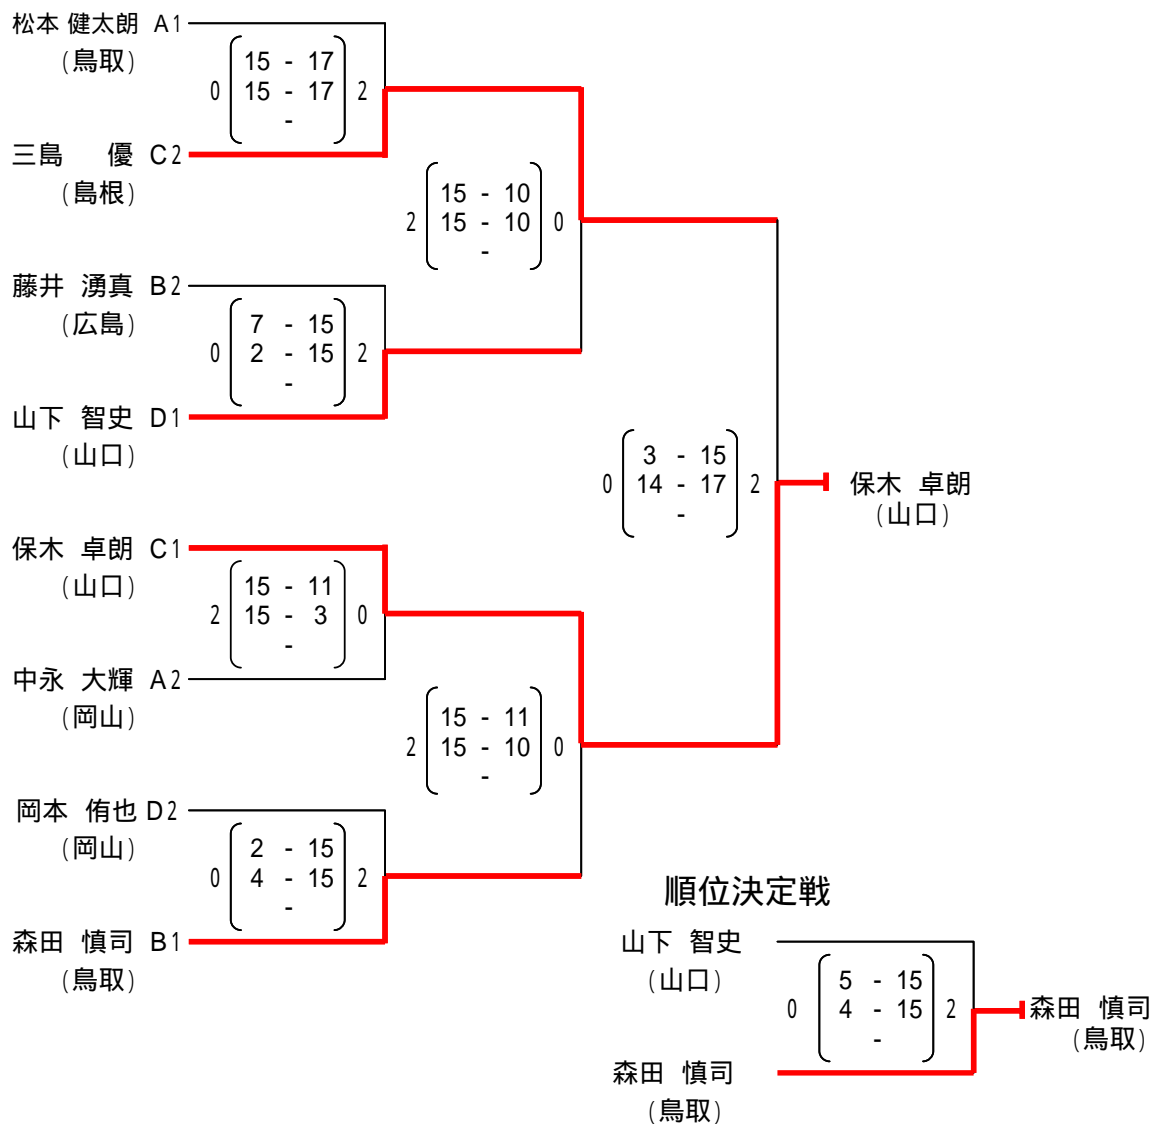 松本 健太朗 A1
(鳥取)
15 - 17
0 15 - 17 2
-
三島 優 C2
(島根)
15 - 10
2 15 - 10 0
-
藤井 湧真 B2
(広島)
7 - 15
0 2 - 15 2
-
山下 智史 D1
(山口)
3 - 15
0 14 - 17 2
-
保木 卓朗
(山口)
保木 卓朗 C1
(山口)
15 - 11
2 15 - 3 0
-
中永 大輝 A2
(岡山)
15 - 11
2 15 - 10 0
-
岡本 侑也 D2
(岡山)
2 - 15
0 4 - 15 2
-
森田 慎司 B1
(鳥取)
順位決定戦
山下 智史
(山口)
5 - 15
0 4 - 15 2
-
森田 慎司
(鳥取)
森田 慎司
(鳥取)